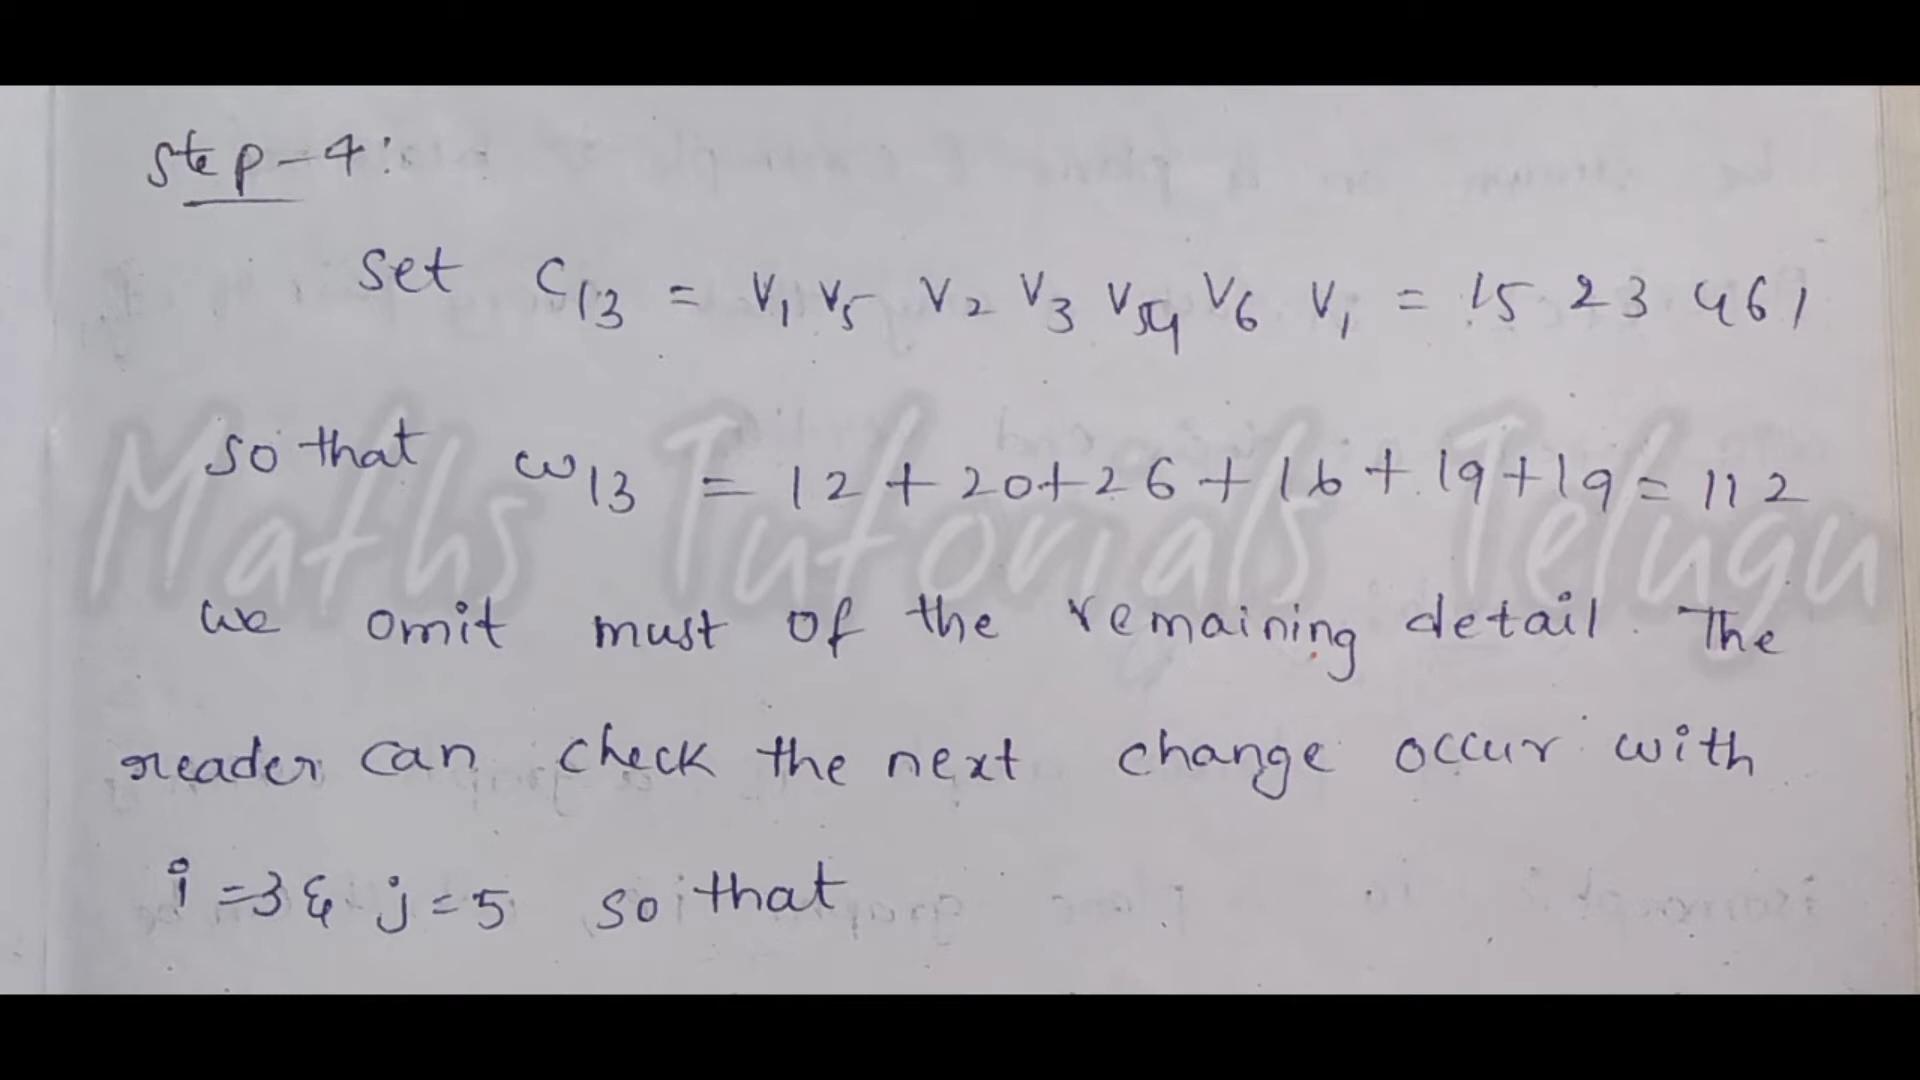 step-4:
set C13 = V1 V5 V2 V3 V54 V6 V1 = 15 23 461
so that ω13 = 12+20+26+16+19+19=112
Maths Tutorials Telugu
we omit must of the remaining detail. The
reader can check the next change occur with
i=3 & j=5 so that